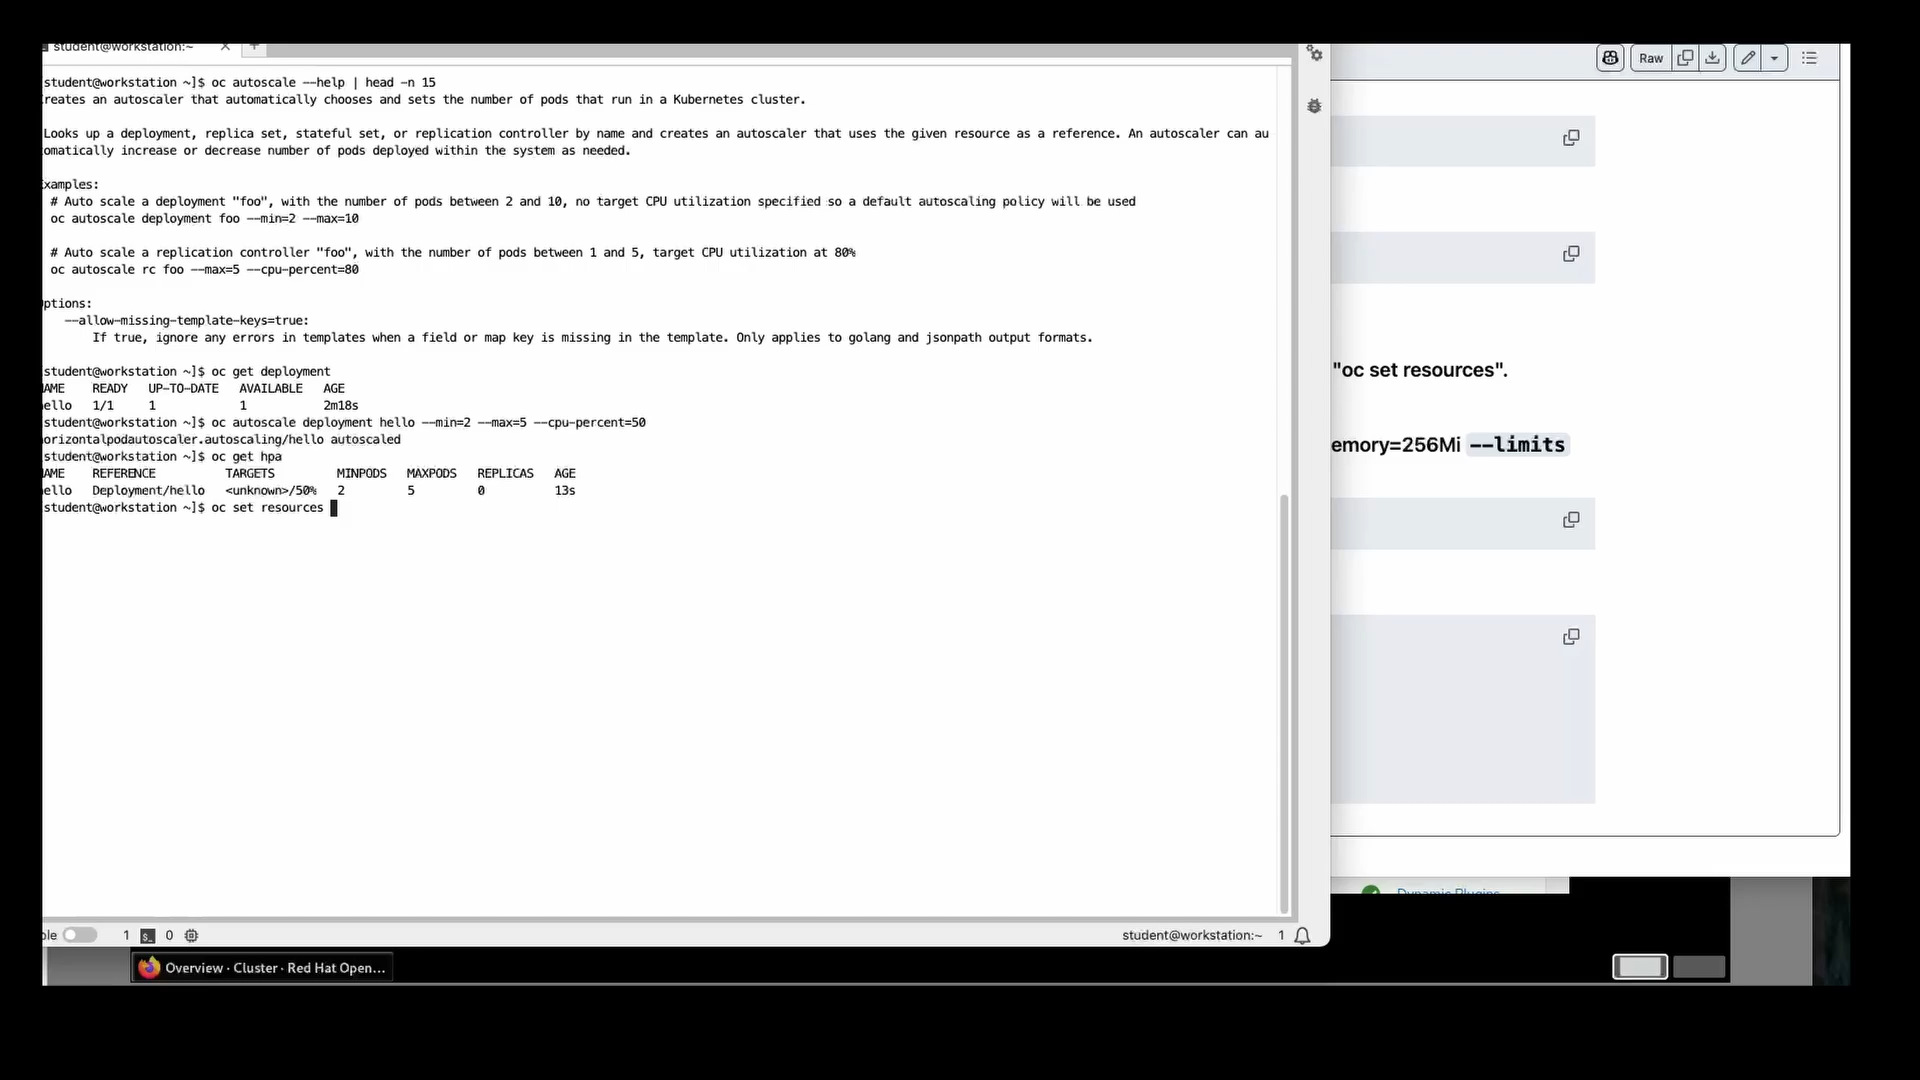 student@workstation:~
student@workstation ~]$ oc autoscale --help | head -n 15
reates an autoscaler that automatically chooses and sets the number of pods that run in a Kubernetes cluster.
Looks up a deployment, replica set, stateful set, or replication controller by name and creates an autoscaler that uses the given resource as a reference. An autoscaler can au
omatically increase or decrease number of pods deployed within the system as needed.
xamples:
# Auto scale a deployment "foo", with the number of pods between 2 and 10, no target CPU utilization specified so a default autoscaling policy will be used
oc autoscale deployment foo --min=2 --max=10
# Auto scale a replication controller "foo", with the number of pods between 1 and 5, target CPU utilization at 80%
oc autoscale rc foo --max=5 --cpu-percent=80
ptions:
--allow-missing-template-keys=true:
If true, ignore any errors in templates when a field or map key is missing in the template. Only applies to golang and jsonpath output formats.
student@workstation ~]$ oc get deployment
AME READY UP-TO-DATE AVAILABLE AGE
ello 1/1 1 1 2m18s
student@workstation ~]$ oc autoscale deployment hello --min=2 --max=5 --cpu-percent=50
orizontalpodautoscaler.autoscaling/hello autoscaled
student@workstation ~]$ oc get hpa
AME REFERENCE TARGETS MINPODS MAXPODS REPLICAS AGE
ello Deployment/hello <unknown>/50% 2 5 0 13s
student@workstation ~]$ oc set resources
Raw
"oc set resources".
emory=256Mi --limits
Dynamic Plugins
ole 1 0 student@workstation:~ 1
Overview · Cluster · Red Hat Open...